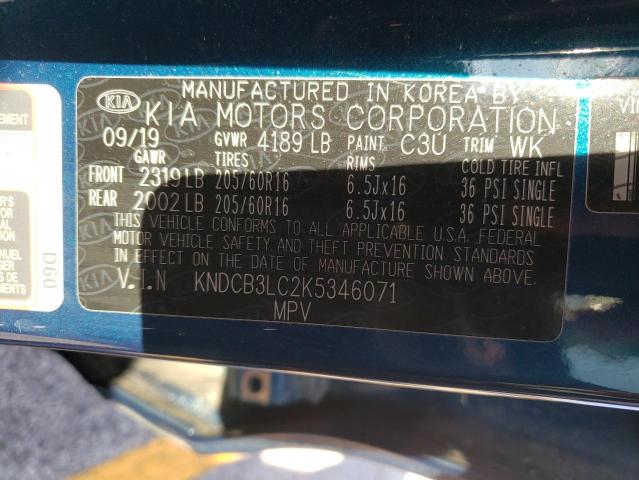 MANUFACTURED IN KOREA BY
KIA KIA MOTORS CORPORATION
09/19 GVWR 4189 LB PAINT C3U TRIM WK
GAWR TIRES RIMS COLD TIRE INFL
FRONT 2319 LB 205/60R16 6.5Jx16 36 PSI SINGLE
REAR 2002 LB 205/60R16 6.5Jx16 36 PSI SINGLE
THIS VEHICLE CONFORMS TO ALL APPLICABLE U.S.A. FEDERAL
MOTOR VEHICLE SAFETY AND THEFT PREVENTION STANDARDS
IN EFFECT ON THE DATE OF MANUFACTURE SHOWN ABOVE.
V.I.N KNDCB3LC2K5346071
MPV
D60